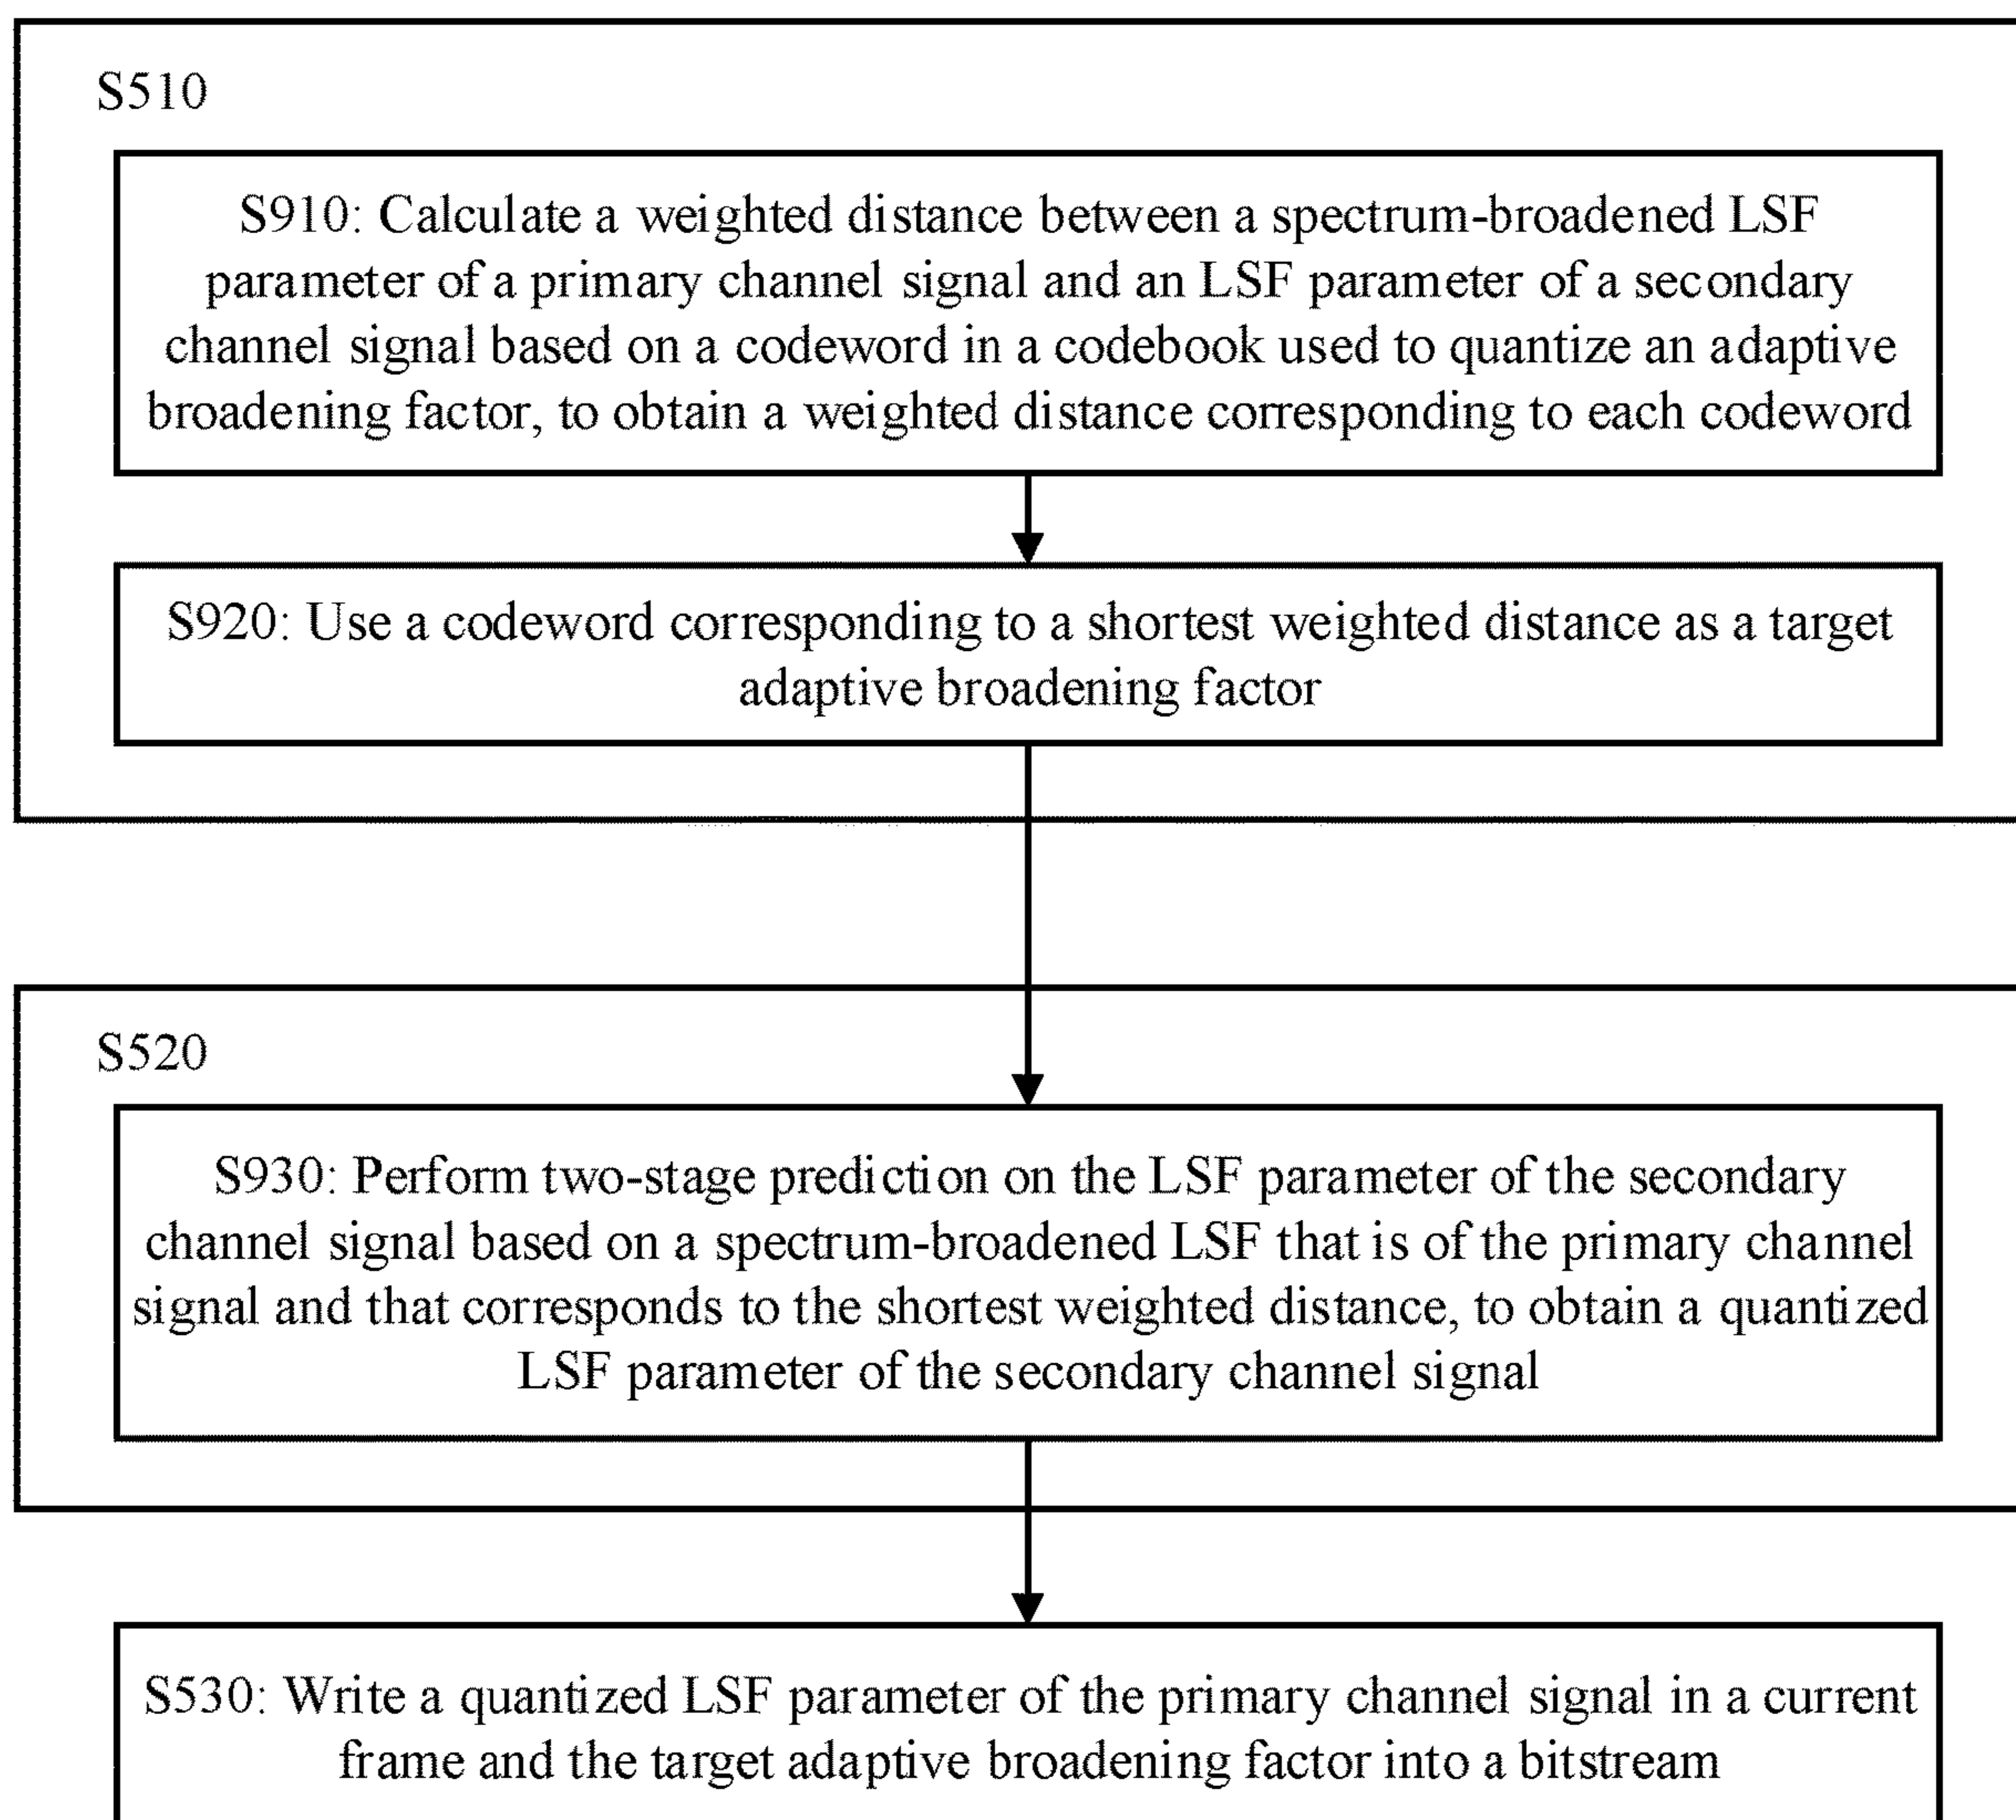 S510
S910: Calculate a weighted distance between a spectrum-broadened LSF
parameter of a primary channel signal and an LSF parameter of a secondary
channel signal based on a codeword in a codebook used to quantize an adaptive
broadening factor, to obtain a weighted distance corresponding to each codeword
S920: Use a codeword corresponding to a shortest weighted distance as a target
adaptive broadening factor
S520
S930: Perform two-stage prediction on the LSF parameter of the secondary
channel signal based on a spectrum-broadened LSF that is of the primary channel
signal and that corresponds to the shortest weighted distance, to obtain a quantized
LSF parameter of the secondary channel signal
S530: Write a quantized LSF parameter of the primary channel signal in a current
frame and the target adaptive broadening factor into a bitstream